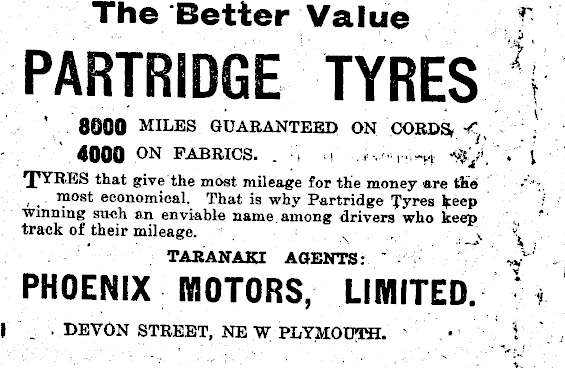 The Better Value
PARTRIDGE TYRES
8000 MILES GUARANTEED ON CORDS,
4000 ON FABRICS.
TYRES that give the most mileage for the money are the
most economical. That is why Partridge Tyres keep
winning such an enviable name among drivers who keep
track of their mileage.
TARANAKI AGENTS:
PHOENIX MOTORS, LIMITED.
DEVON STREET, NEW PLYMOUTH.